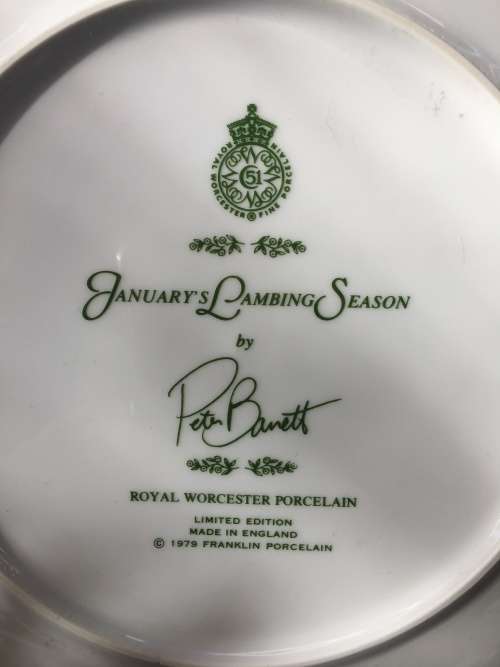 ROYAL WORCESTER FINE PORCELAIN
51
JANUARY'S LAMBING SEASON
by
Peter Barrett
ROYAL WORCESTER PORCELAIN
LIMITED EDITION
MADE IN ENGLAND
© 1979 FRANKLIN PORCELAIN